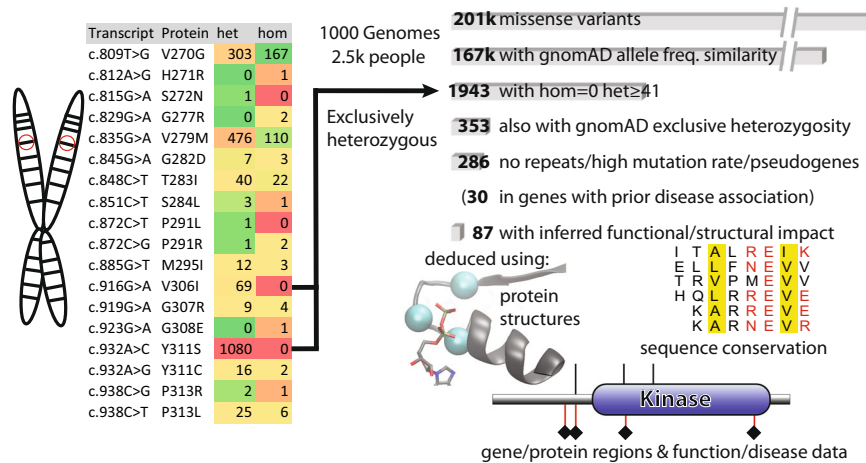 Transcript Protein het hom
c.809T>G V270G 303 167
c.812A>G H271R 0 1
c.815G>A S272N 1 0
c.829G>A G277R 0 2
c.835G>A V279M 476 110
c.845G>A G282D 7 3
c.848C>T T283I 40 22
c.851C>T S284L 3 1
c.872C>T P291L 1 0
c.872C>G P291R 1 2
c.885G>T M295I 12 3
c.916G>A V306I 69 0
c.919G>A G307R 9 4
c.923G>A G308E 0 1
c.932A>C Y311S 1080 0
c.932A>G Y311C 16 2
c.938C>G P313R 2 1
c.938C>T P313L 25 6
1000 Genomes
2.5k people
Exclusively
heterozygous
201k missense variants
167k with gnomAD allele freq. similarity
1943 with hom=0 het≥41
353 also with gnomAD exclusive heterozygosity
286 no repeats/high mutation rate/pseudogenes
(30 in genes with prior disease association)
87 with inferred functional/structural impact
deduced using:
protein
structures
I T A L R E I K
E L L F N E V V
T R V P M E V V
H Q L R R E V E
K A R R E V E
K A R N E V R
sequence conservation
Kinase
gene/protein regions & function/disease data